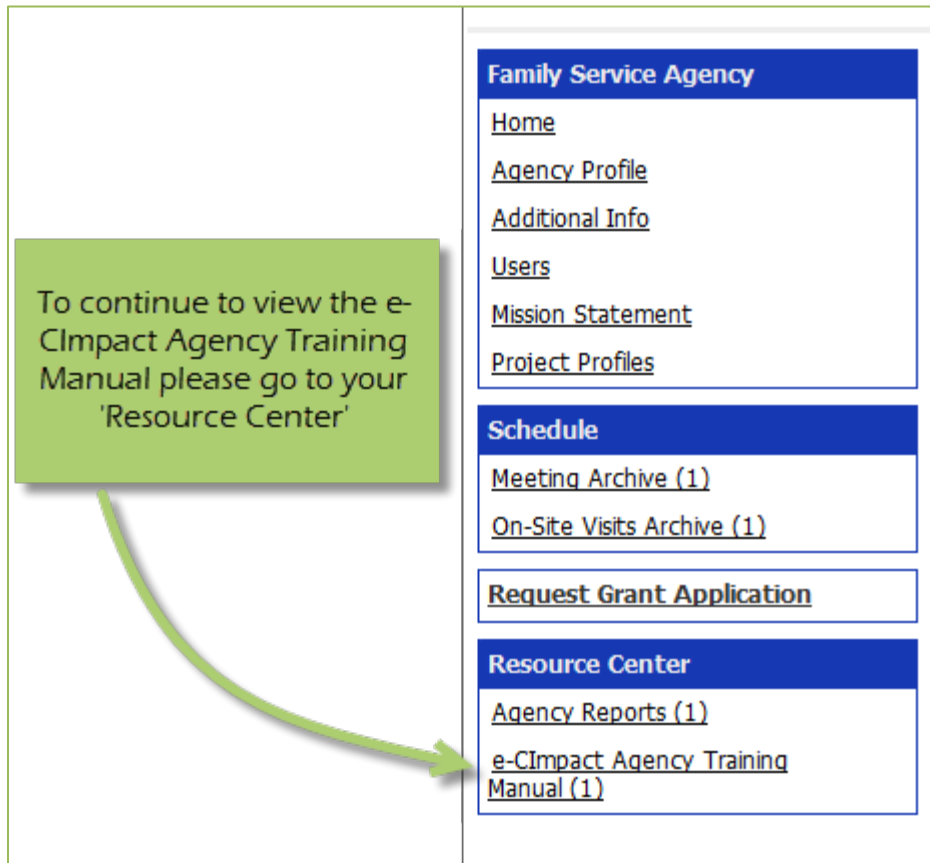 To continue to view the e-
CImpact Agency Training
Manual please go to your
'Resource Center'
Family Service Agency
Home
Agency Profile
Additional Info
Users
Mission Statement
Project Profiles
Schedule
Meeting Archive (1)
On-Site Visits Archive (1)
Request Grant Application
Resource Center
Agency Reports (1)
e-CImpact Agency Training
Manual (1)